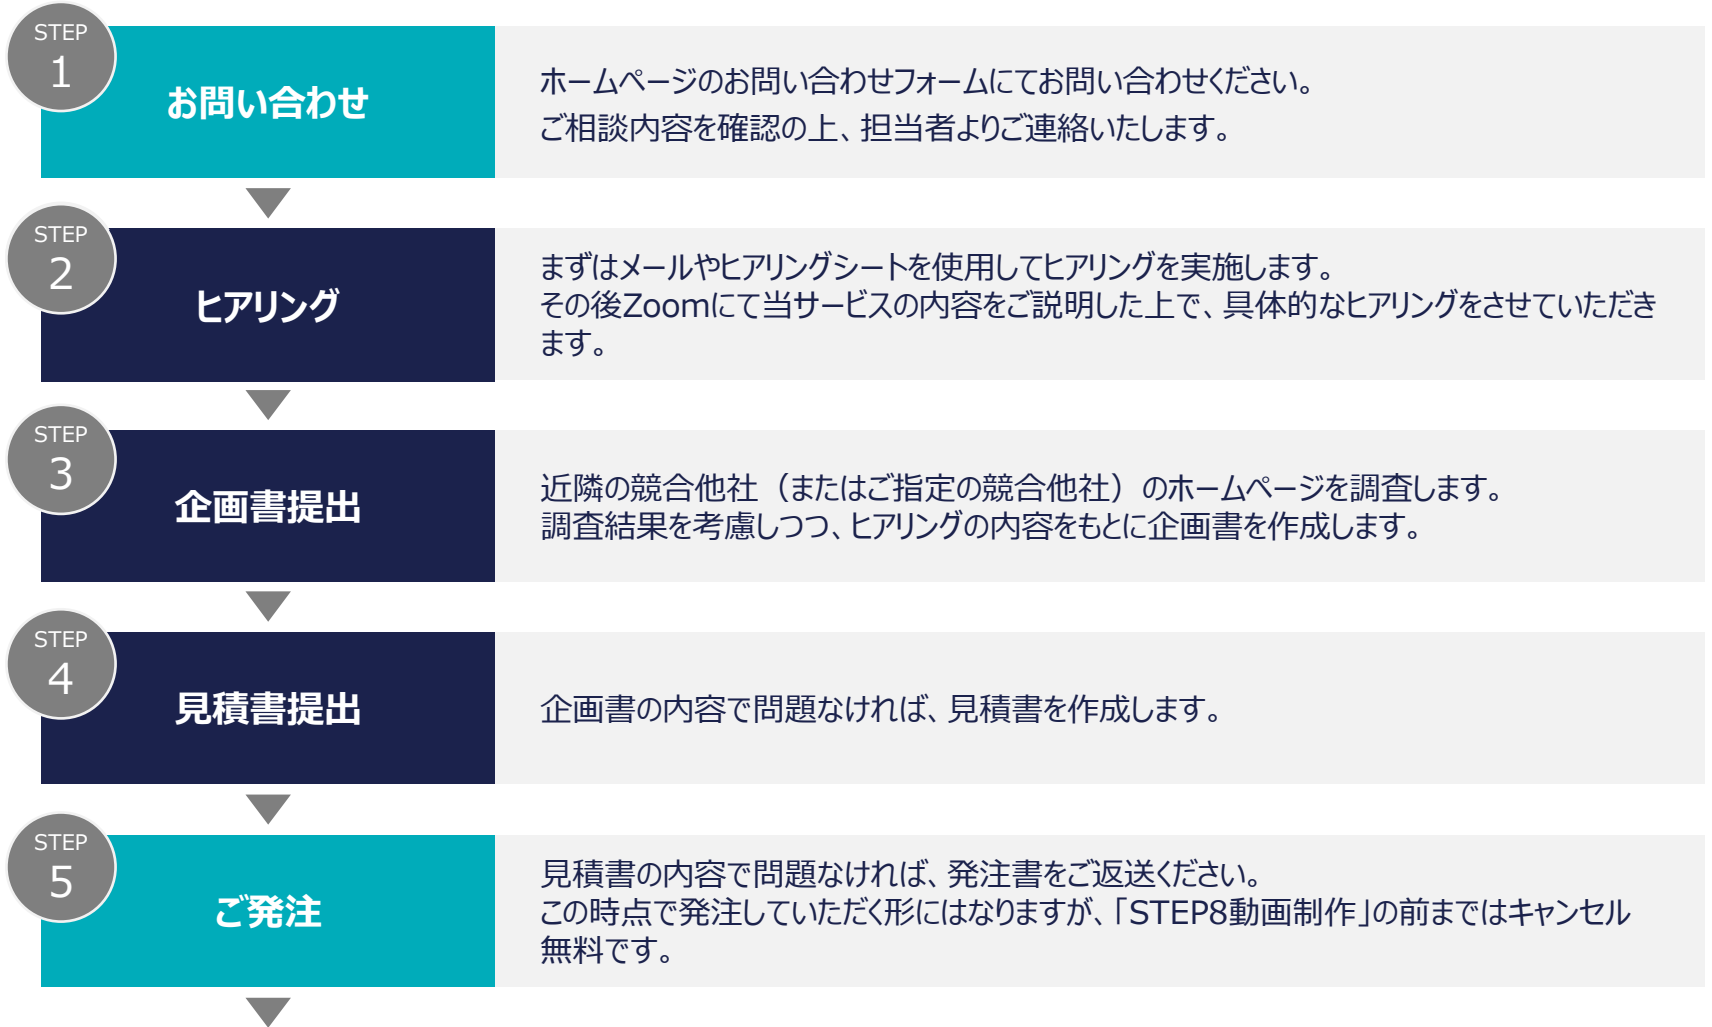 STEP
1
お問い合わせ
ホームページのお問い合わせフォームにてお問い合わせください。
ご相談内容を確認の上、担当者よりご連絡いたします。
STEP
2
ヒアリング
まずはメールやヒアリングシートを使用してヒアリングを実施します。
その後Zoomにて当サービスの内容をご説明した上で、具体的なヒアリングをさせていただき
ます。
STEP
3
企画書提出
近隣の競合他社（またはご指定の競合他社）のホームページを調査します。
調査結果を考慮しつつ、ヒアリングの内容をもとに企画書を作成します。
STEP
4
見積書提出
企画書の内容で問題なければ、見積書を作成します。
STEP
5
ご発注
見積書の内容で問題なければ、発注書をご返送ください。
この時点で発注していただく形にはなりますが、「STEP8動画制作」の前まではキャンセル
無料です。